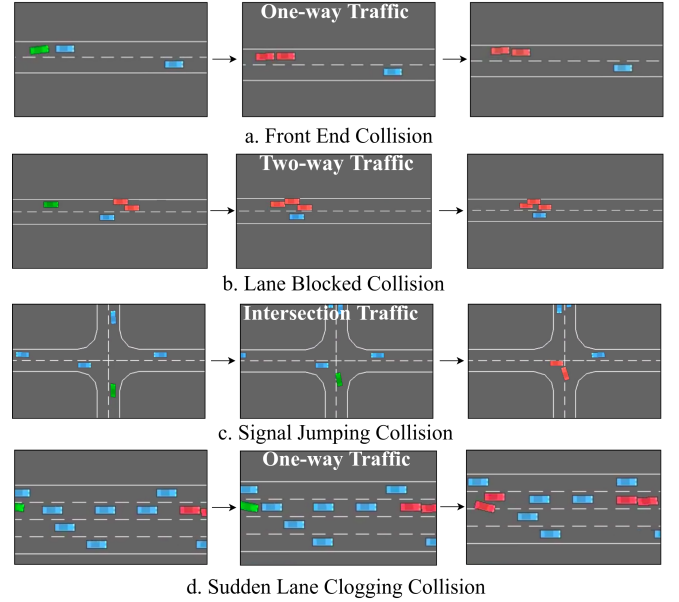 One-way Traffic
a. Front End Collision
Two-way Traffic
b. Lane Blocked Collision
Intersection Traffic
c. Signal Jumping Collision
One-way Traffic
d. Sudden Lane Clogging Collision